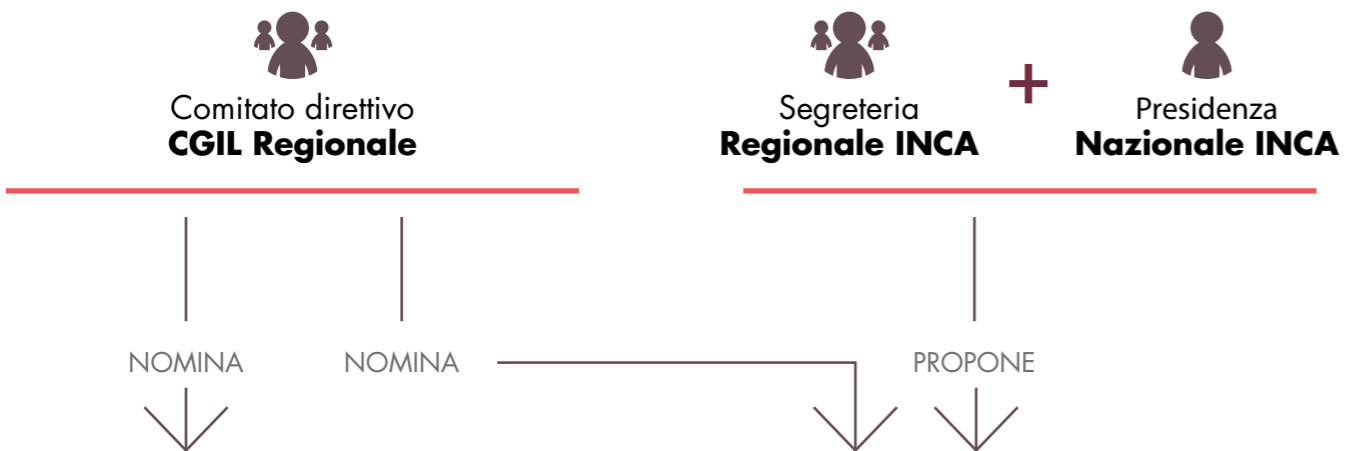 Comitato direttivo
CGIL Regionale
Segreteria
Regionale INCA
+
Presidenza
Nazionale INCA
NOMINA
NOMINA
PROPONE